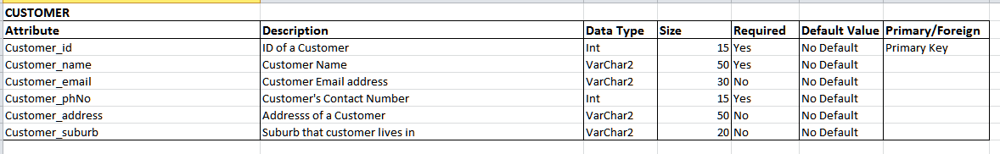 CUSTOMER
Attribute Description Data Type Size Required Default Value Primary/Foreign
Customer_id ID of a Customer Int 15 Yes No Default Primary Key
Customer_name Customer Name VarChar2 50 Yes No Default
Customer_email Customer Email address VarChar2 30 No No Default
Customer_phNo Customer's Contact Number Int 15 Yes No Default
Customer_address Addresss of a Customer VarChar2 50 No No Default
Customer_suburb Suburb that customer lives in VarChar2 20 No No Default